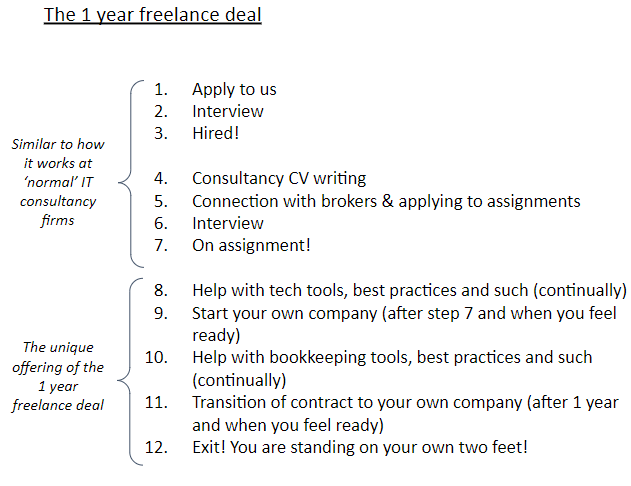 The 1 year freelance deal
Similar to how
it works at
‘normal’ IT
consultancy
firms
1. Apply to us
2. Interview
3. Hired!
4. Consultancy CV writing
5. Connection with brokers & applying to assignments
6. Interview
7. On assignment!
The unique
offering of the
1 year
freelance deal
8. Help with tech tools, best practices and such (continually)
9. Start your own company (after step 7 and when you feel
ready)
10. Help with bookkeeping tools, best practices and such
(continually)
11. Transition of contract to your own company (after 1 year
and when you feel ready)
12. Exit! You are standing on your own two feet!